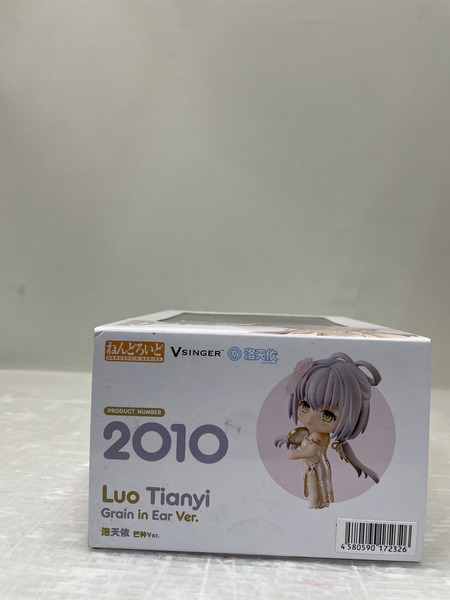 ねんどろいど
NENDOROID SERIES
VSINGER™
洛天依
PRODUCT NUMBER
2010
Luo Tianyi
Grain in Ear Ver.
洛天依 芒种Ver.
4 580590 172326